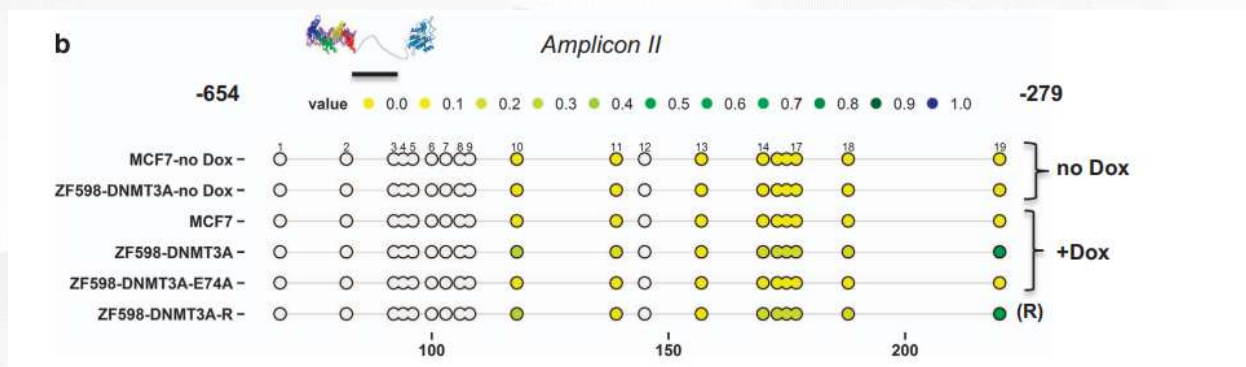 b
Amplicon II
-654
value 0.0 0.1 0.2 0.3 0.4 0.5 0.6 0.7 0.8 0.9 1.0
-279
1 2 3 4 5 6 7 8 9 10 11 12 13 14 17 18 19
MCF7-no Dox
ZF598-DNMT3A-no Dox
no Dox
MCF7
ZF598-DNMT3A
+Dox
ZF598-DNMT3A-E74A
ZF598-DNMT3A-R
(R)
100 150 200